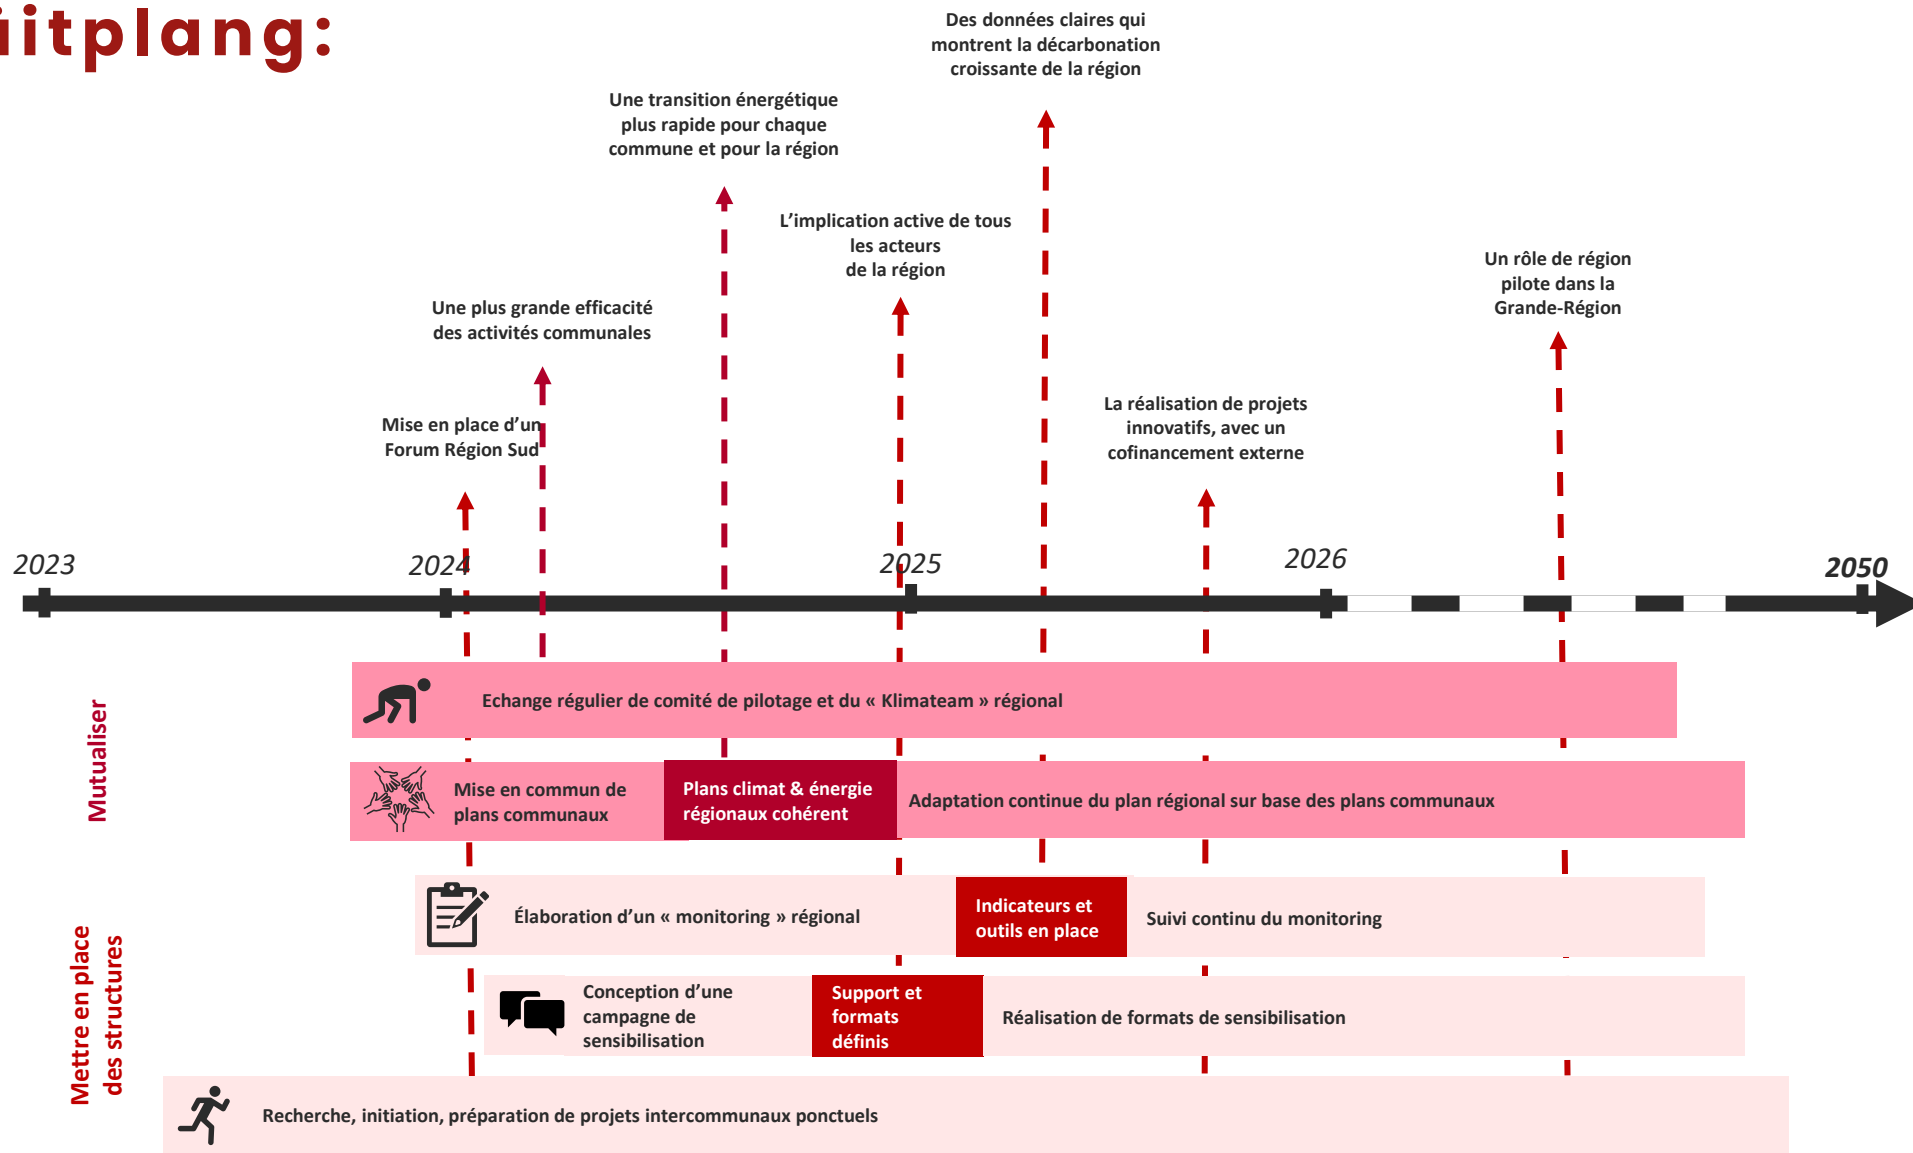 äitplang:
Des données claires qui
montrent la décarbonation
croissante de la région
Une transition énergétique
plus rapide pour chaque
commune et pour la région
L’implication active de tous
les acteurs
de la région
Un rôle de région
pilote dans la
Grande-Région
Une plus grande efficacité
des activités communales
La réalisation de projets
innovatifs, avec un
cofinancement externe
Mise en place d’un
Forum Région Sud
2023
2024
2025
2026
2050
Mutualiser
Echange régulier de comité de pilotage et du « Klimateam » régional
Mise en commun de
plans communaux
Plans climat & énergie
régionaux cohérent
Adaptation continue du plan régional sur base des plans communaux
Mettre en place
des structures
Élaboration d’un « monitoring » régional
Indicateurs et
outils en place
Suivi continu du monitoring
Conception d’une
campagne de
sensibilisation
Support et
formats
définis
Réalisation de formats de sensibilisation
Recherche, initiation, préparation de projets intercommunaux ponctuels